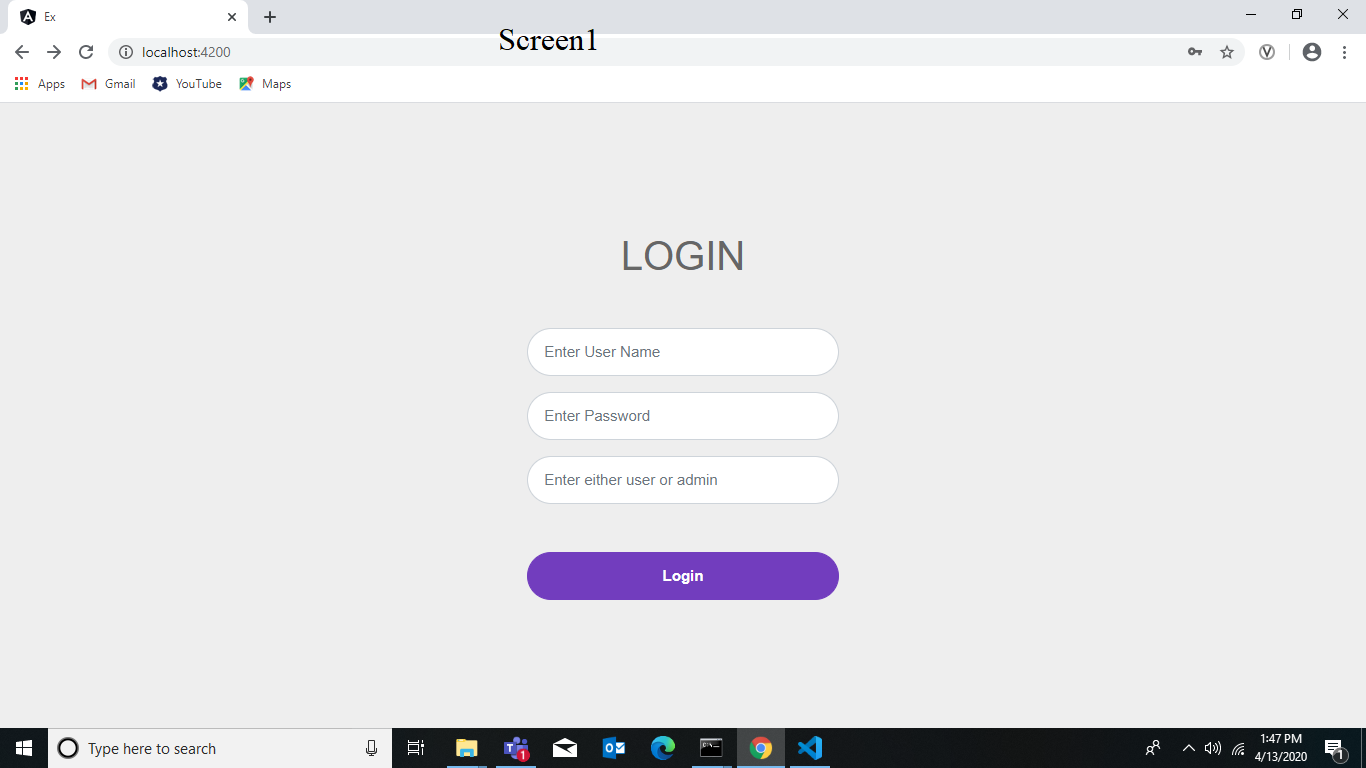 Ex
Screen1
localhost:4200
Apps
Gmail
YouTube
Maps
LOGIN
Enter User Name
Enter Password
Enter either user or admin
Login
Type here to search
1
1:47 PM
4/13/2020
1